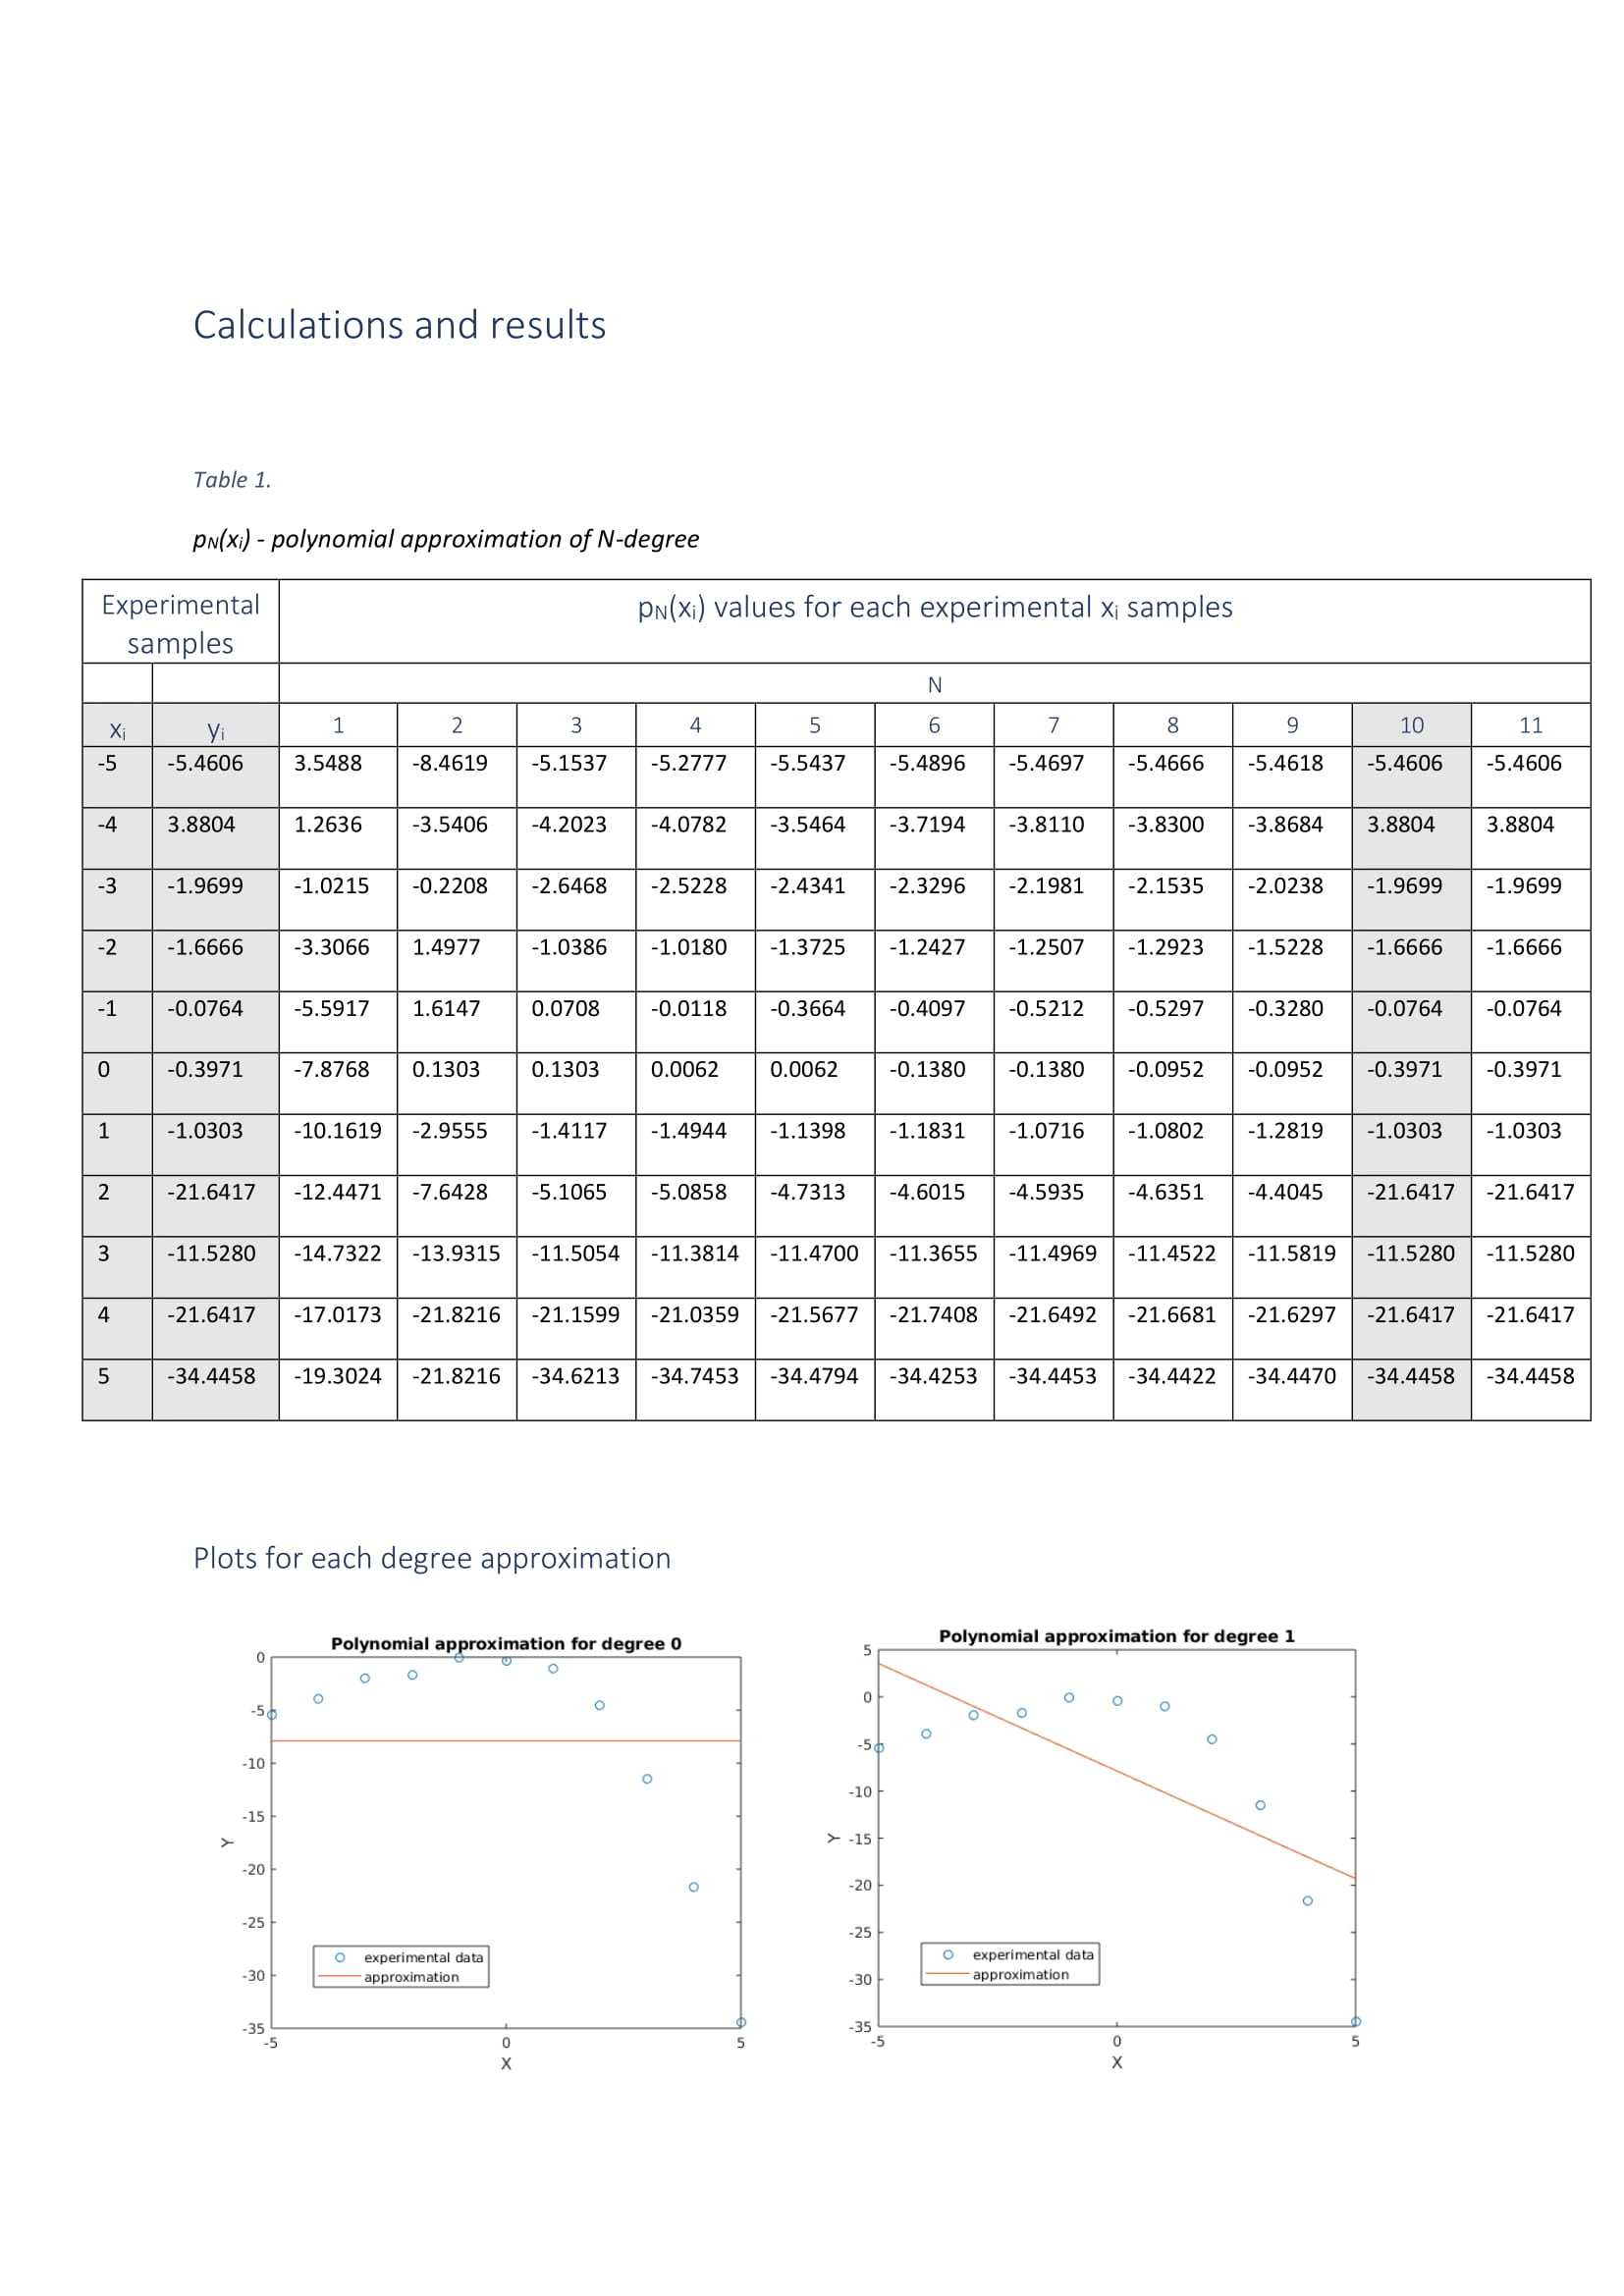 Calculations and results
Table 1.
pN(xi) - polynomial approximation of N-degree
Experimental samples pN(xi) values for each experimental xi samples
N
xi yi 1 2 3 4 5 6 7 8 9 10 11
-5 -5.4606 3.5488 -8.4619 -5.1537 -5.2777 -5.5437 -5.4896 -5.4697 -5.4666 -5.4618 -5.4606 -5.4606
-4 3.8804 1.2636 -3.5406 -4.2023 -4.0782 -3.5464 -3.7194 -3.8110 -3.8300 -3.8684 3.8804 3.8804
-3 -1.9699 -1.0215 -0.2208 -2.6468 -2.5228 -2.4341 -2.3296 -2.1981 -2.1535 -2.0238 -1.9699 -1.9699
-2 -1.6666 -3.3066 1.4977 -1.0386 -1.0180 -1.3725 -1.2427 -1.2507 -1.2923 -1.5228 -1.6666 -1.6666
-1 -0.0764 -5.5917 1.6147 0.0708 -0.0118 -0.3664 -0.4097 -0.5212 -0.5297 -0.3280 -0.0764 -0.0764
0 -0.3971 -7.8768 0.1303 0.1303 0.0062 0.0062 -0.1380 -0.1380 -0.0952 -0.0952 -0.3971 -0.3971
1 -1.0303 -10.1619 -2.9555 -1.4117 -1.4944 -1.1398 -1.1831 -1.0716 -1.0802 -1.2819 -1.0303 -1.0303
2 -21.6417 -12.4471 -7.6428 -5.1065 -5.0858 -4.7313 -4.6015 -4.5935 -4.6351 -4.4045 -21.6417 -21.6417
3 -11.5280 -14.7322 -13.9315 -11.5054 -11.3814 -11.4700 -11.3655 -11.4969 -11.4522 -11.5819 -11.5280 -11.5280
4 -21.6417 -17.0173 -21.8216 -21.1599 -21.0359 -21.5677 -21.7408 -21.6492 -21.6681 -21.6297 -21.6417 -21.6417
5 -34.4458 -19.3024 -21.8216 -34.6213 -34.7453 -34.4794 -34.4253 -34.4453 -34.4422 -34.4470 -34.4458 -34.4458
Plots for each degree approximation
Polynomial approximation for degree 0
0
-5
-10
-15
-20
-25
-30
-35
Y
experimental data
approximation
-5 0 5
X
Polynomial approximation for degree 1
5
0
-5
-10
-15
-20
-25
-30
-35
Y
experimental data
approximation
-5 0 5
X